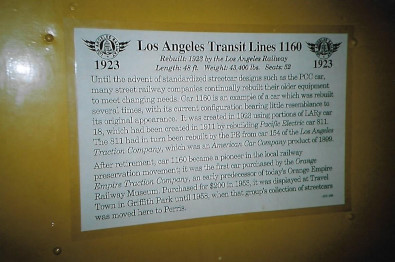 Los Angeles Transit Lines 1160
1923
1923
Rebuilt: 1923 by the Los Angeles Railway
Length: 48 ft. Weight: 45,406 lbs. Seats: 52
Until the advent of standardized streetcar designs such as the PCC car,
many street railway companies continually rebuilt their older equipment
to meet changing needs. Car 1160 is an example of a car which was rebuilt
several times, with its current configuration bearing little resemblance to
its original appearance. It was created in 1923 using portions of LARy car
18, which had been created in 1911 by rebuilding Pacific Electric car 811.
The 811 had in turn been rebuilt by the PE from car 154 of the Los Angeles
Traction Company, which was an American Car Company product of 1899.
After retirement, car 1160 became a pioneer in the local railway
preservation movement: it was the first car purchased by the Orange
Empire Traction Company, an early predecessor of today's Orange Empire
Railway Museum. Purchased for $200 in 1953, it was displayed at Travel
Town in Griffith Park until 1958, when that group's collection of streetcars
was moved here to Perris.